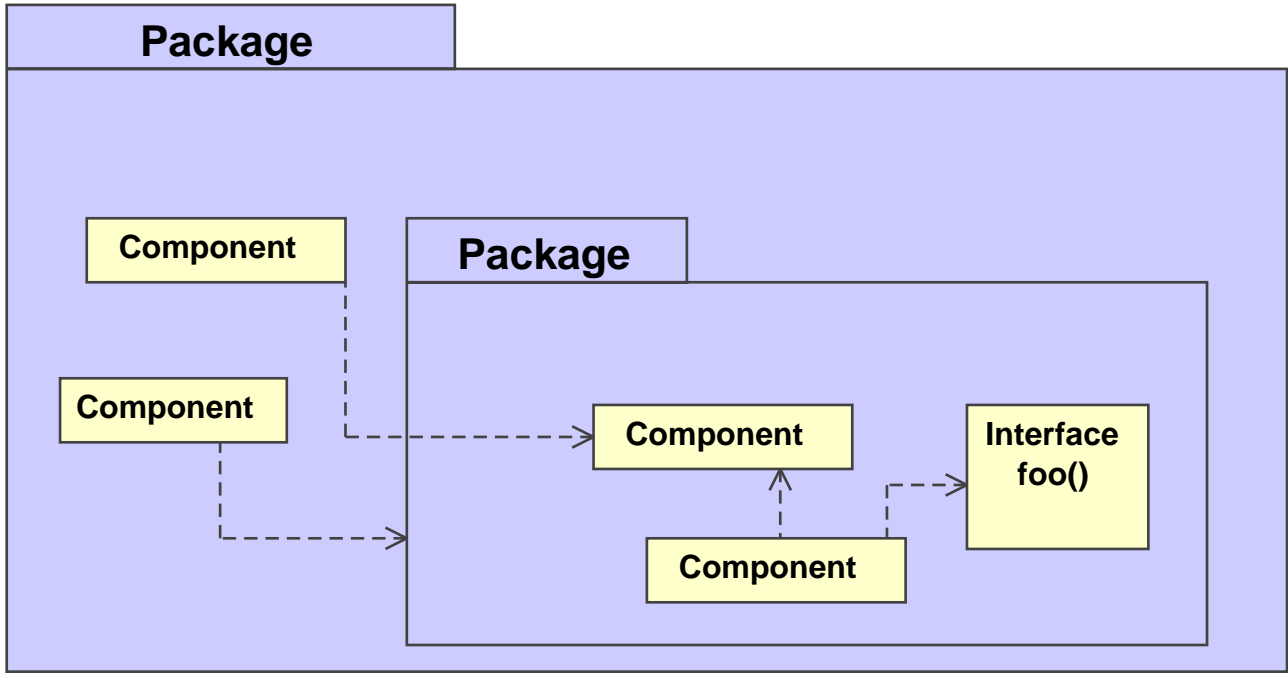 Package
Component
Package
Component
Component
Interface
foo()
Component